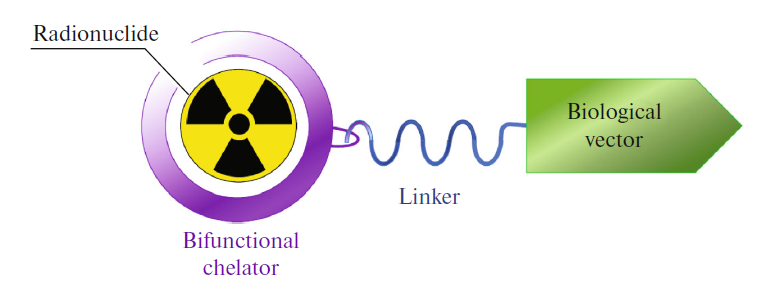 Radionuclide
Biological
vector
Linker
Bifunctional
chelator